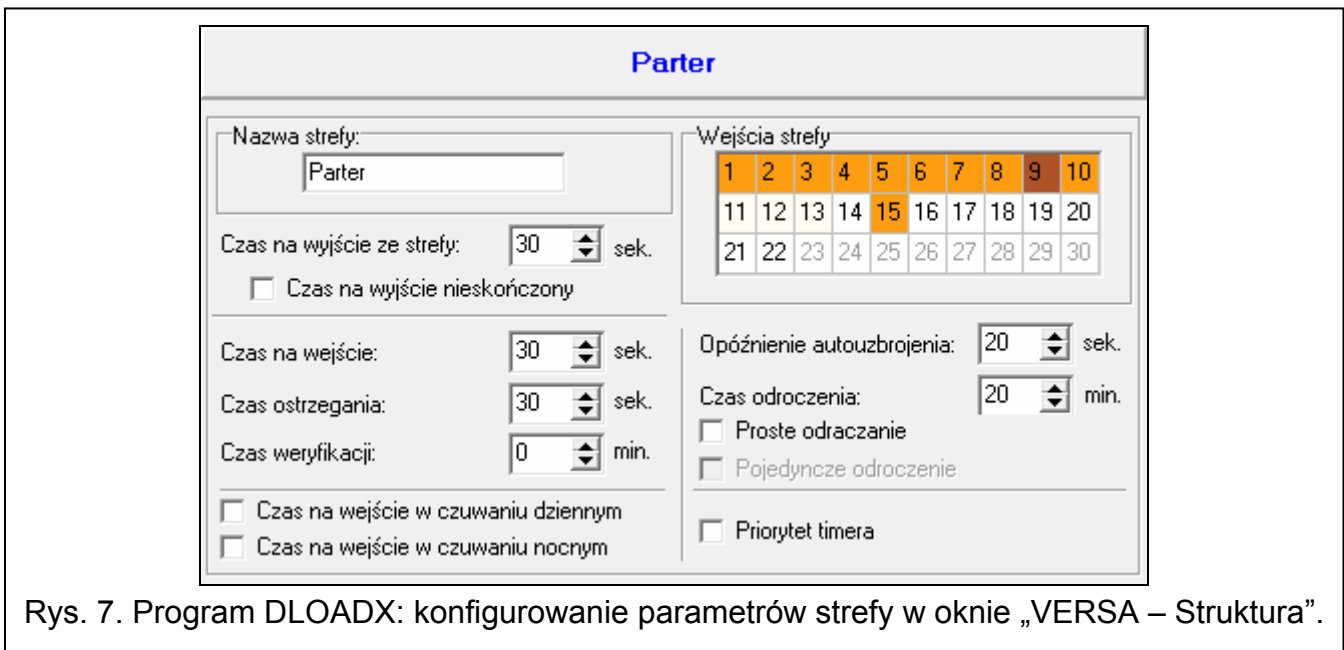 Parter
Nazwa strefy:
Parter
Czas na wyjście ze strefy: 30 sek.
Czas na wyjście nieskończony
Czas na wejście: 30 sek.
Czas ostrzegania: 30 sek.
Czas weryfikacji: 0 min.
Czas na wejście w czuwaniu dziennym
Czas na wejście w czuwaniu nocnym
Wejścia strefy
1 2 3 4 5 6 7 8 9 10
11 12 13 14 15 16 17 18 19 20
21 22 23 24 25 26 27 28 29 30
Opóźnienie autouzbrojenia: 20 sek.
Czas odroczenia: 20 min.
Proste odraczanie
Pojedyncze odroczenie
Priorytet timera
Rys. 7. Program DLOADX: konfigurowanie parametrów strefy w oknie „VERSA – Struktura”.